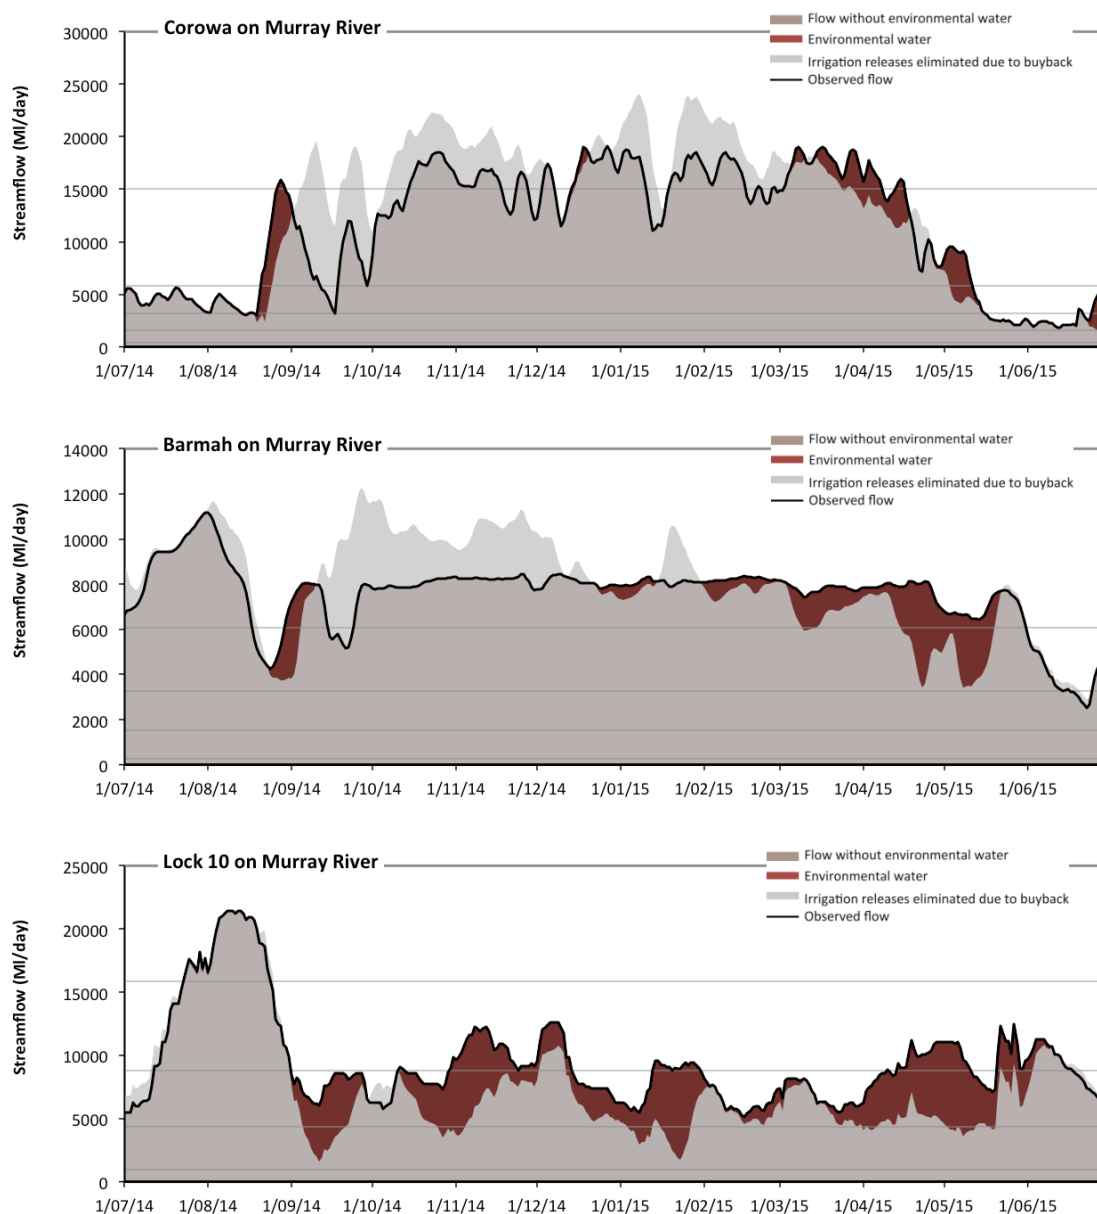 Corowa on Murray River
Flow without environmental water
Environmental water
Irrigation releases eliminated due to buyback
Observed flow
Streamflow (Ml/day)
30000
25000
20000
15000
10000
5000
0
1/07/14 1/08/14 1/09/14 1/10/14 1/11/14 1/12/14 1/01/15 1/02/15 1/03/15 1/04/15 1/05/15 1/06/15
Barmah on Murray River
Flow without environmental water
Environmental water
Irrigation releases eliminated due to buyback
Observed flow
Streamflow (Ml/day)
14000
12000
10000
8000
6000
4000
2000
0
1/07/14 1/08/14 1/09/14 1/10/14 1/11/14 1/12/14 1/01/15 1/02/15 1/03/15 1/04/15 1/05/15 1/06/15
Lock 10 on Murray River
Flow without environmental water
Environmental water
Irrigation releases eliminated due to buyback
Observed flow
Streamflow (Ml/day)
25000
20000
15000
10000
5000
0
1/07/14 1/08/14 1/09/14 1/10/14 1/11/14 1/12/14 1/01/15 1/02/15 1/03/15 1/04/15 1/05/15 1/06/15